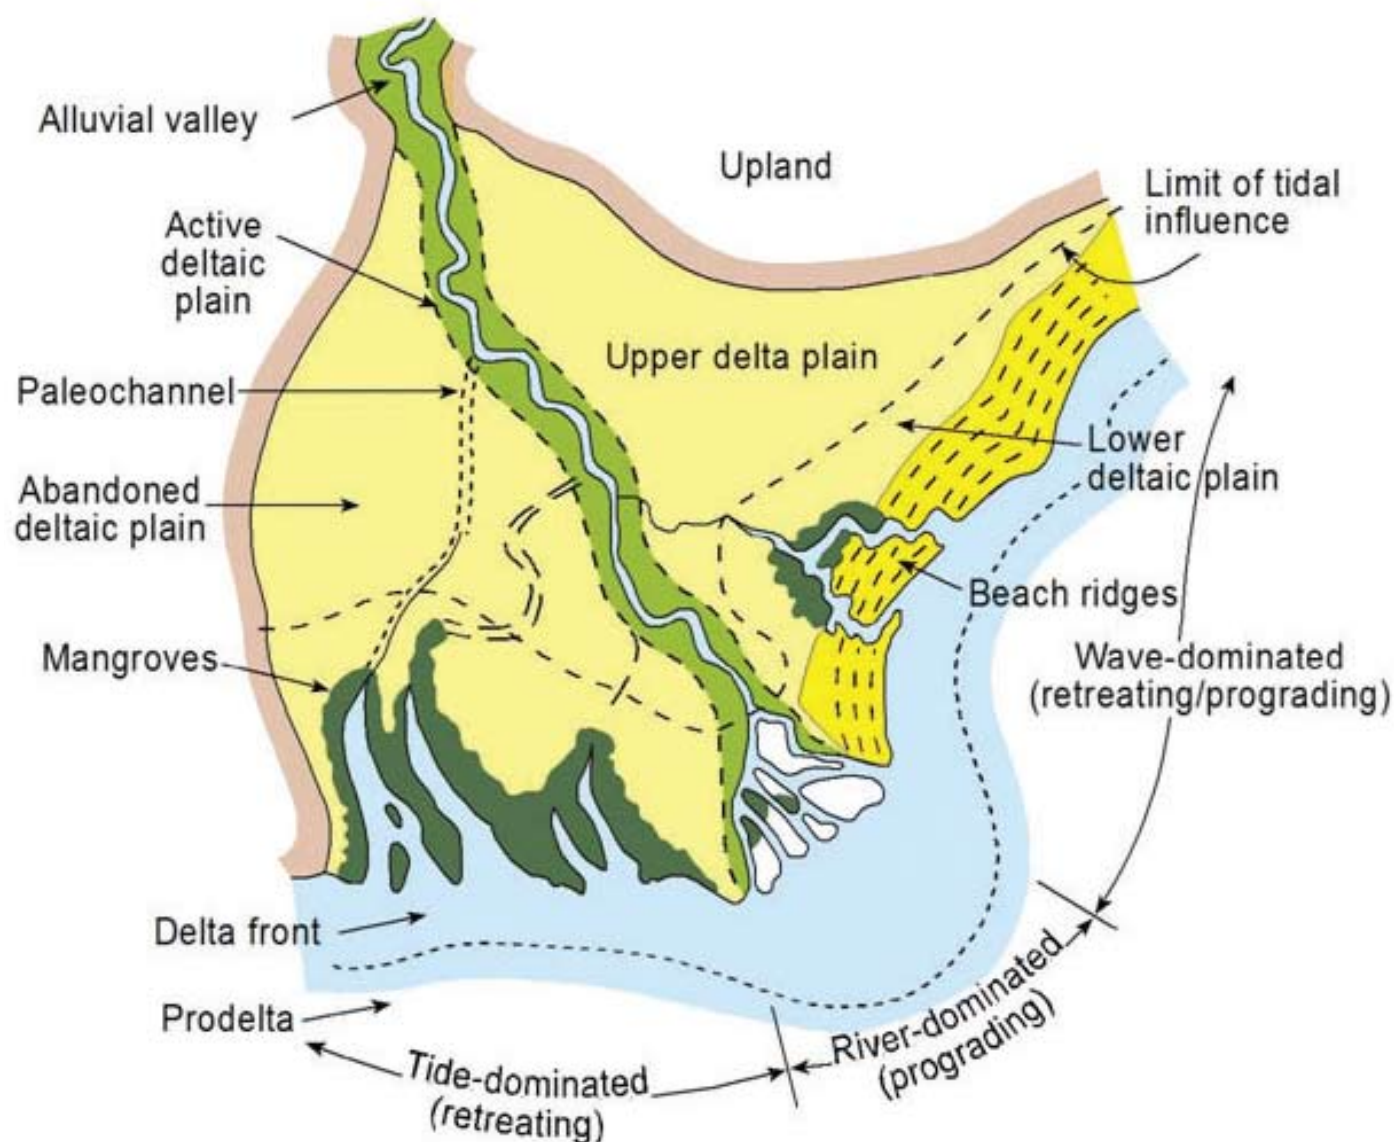 Alluvial valley
Upland
Limit of tidal
influence
Active
deltaic
plain
Upper delta plain
Paleochannel
Lower
deltaic plain
Abandoned
deltaic plain
Beach ridges
Mangroves
Wave-dominated
(retreating/prograding)
Delta front
Prodelta
River-dominated
(prograding)
Tide-dominated
(retreating)